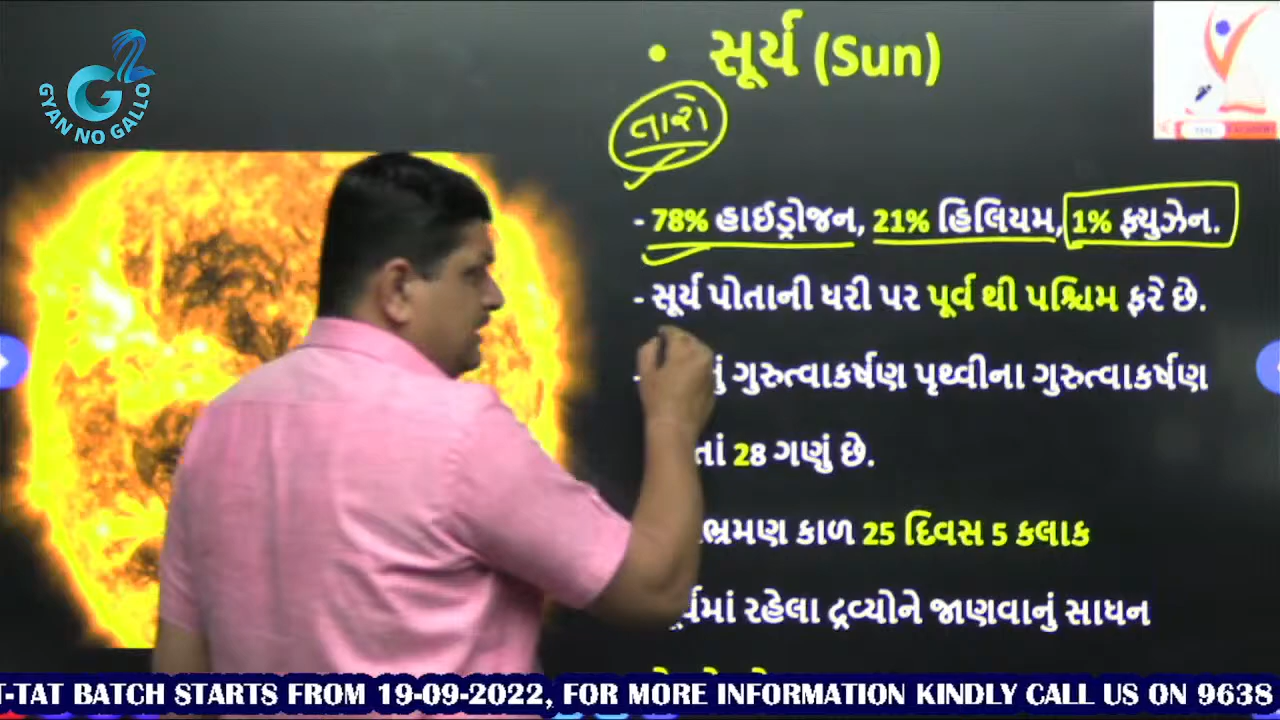 GYAN NO GALLO
• સૂર્ય (Sun)
તારો
- 78% હાઈડ્રોજન, 21% હિલિયમ, 1% ફ્યુઝેન.
- સૂર્ય પોતાની ધરી પર પૂર્વ થી પશ્ચિમ ફરે છે.
ગુરુત્વાકર્ષણ પૃથ્વીના ગુરુત્વાકર્ષણ
28 ગણું છે.
ભ્રમણ કાળ 25 દિવસ 5 કલાક
રહેલા દ્રવ્યોને જાણવાનું સાધન
T-TAT BATCH STARTS FROM 19-09-2022, FOR MORE INFORMATION KINDLY CALL US ON 9638